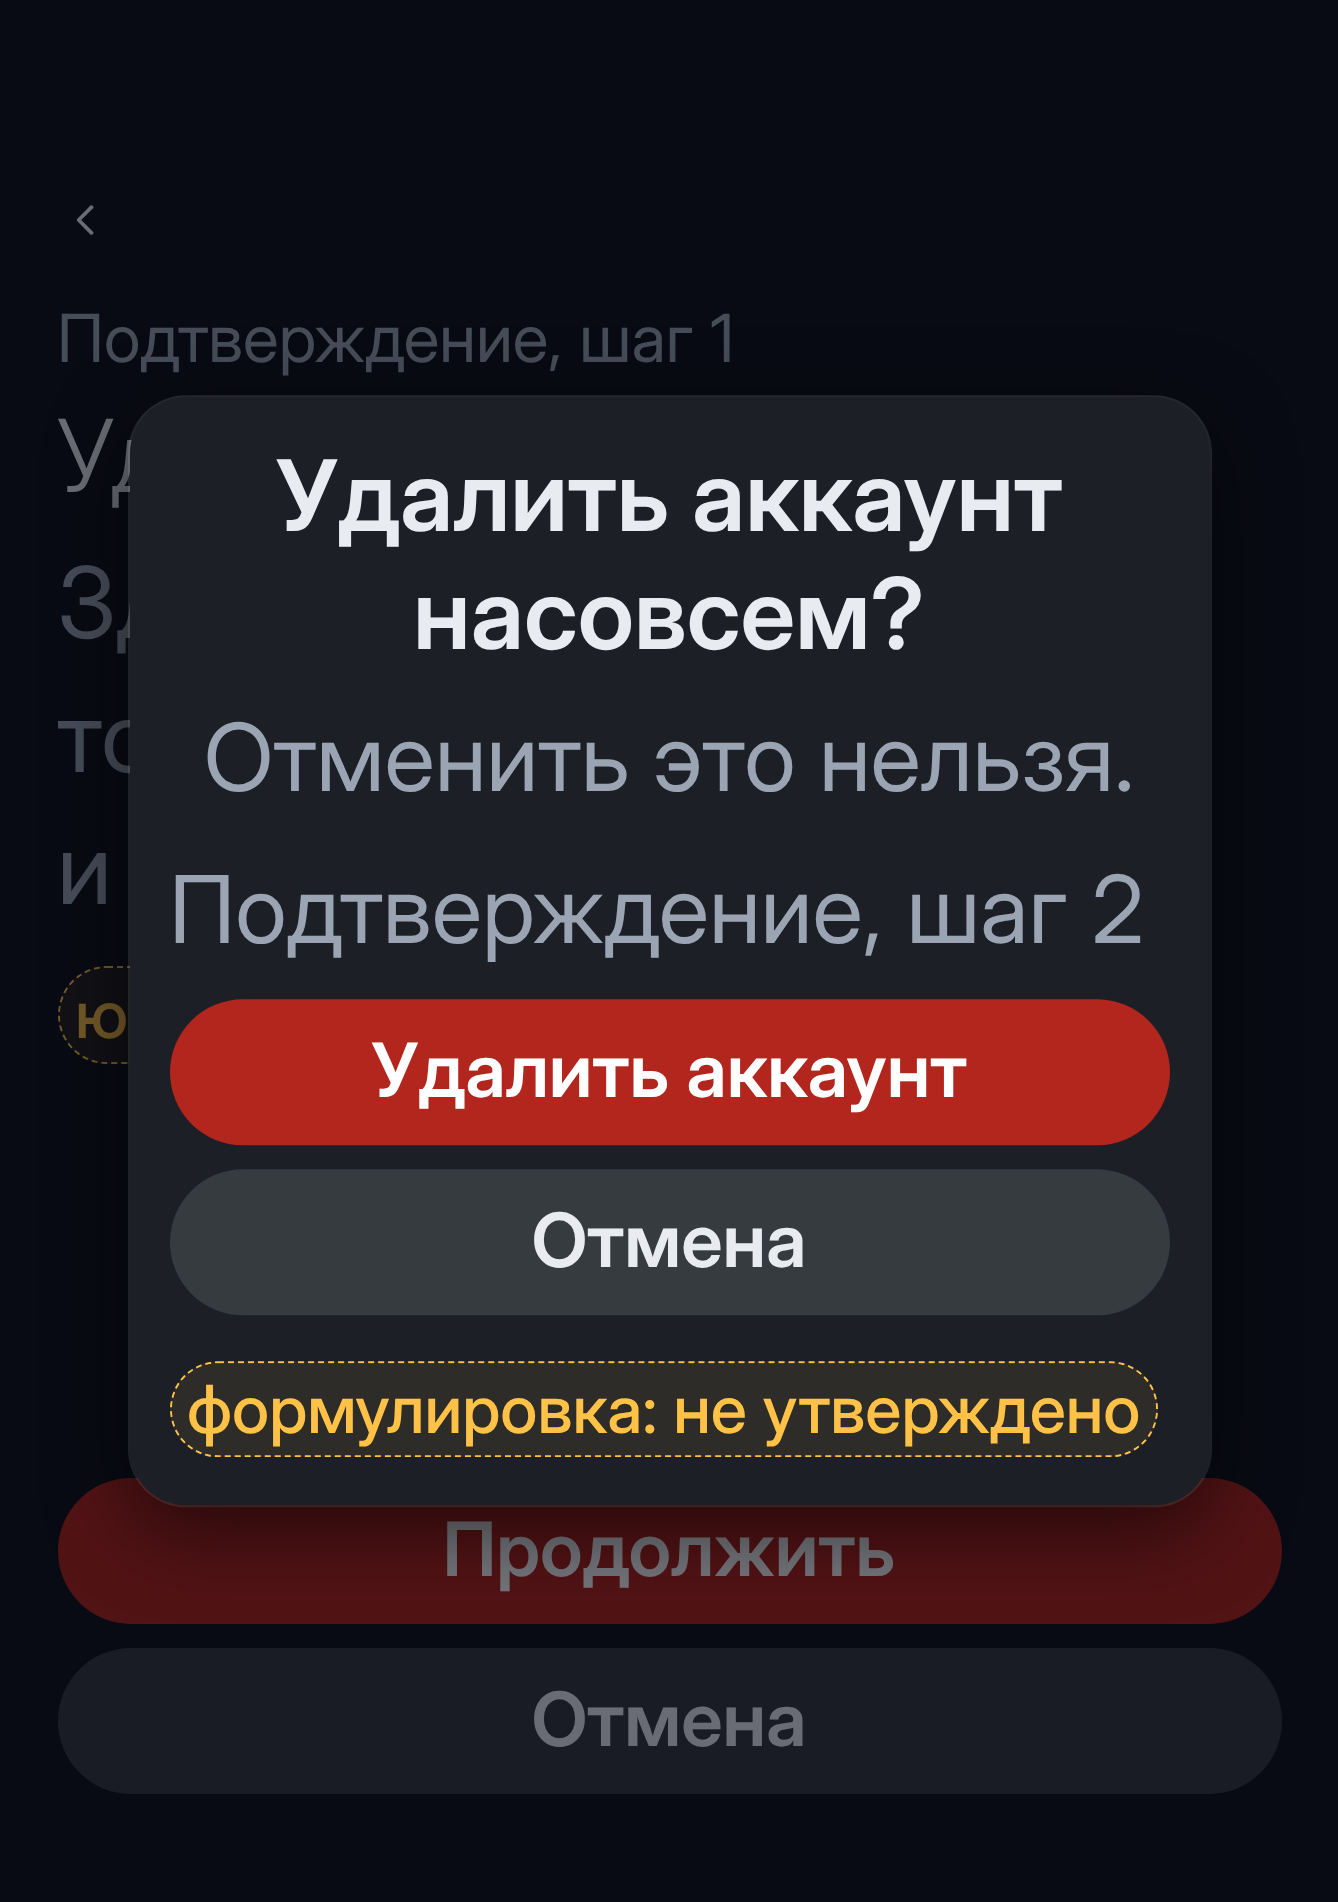 Подтверждение, шаг 1
Удалить аккаунт
насовсем?
Отменить это нельзя.
Подтверждение, шаг 2
Удалить аккаунт
Отмена
формулировка: не утверждено
Продолжить
Отмена